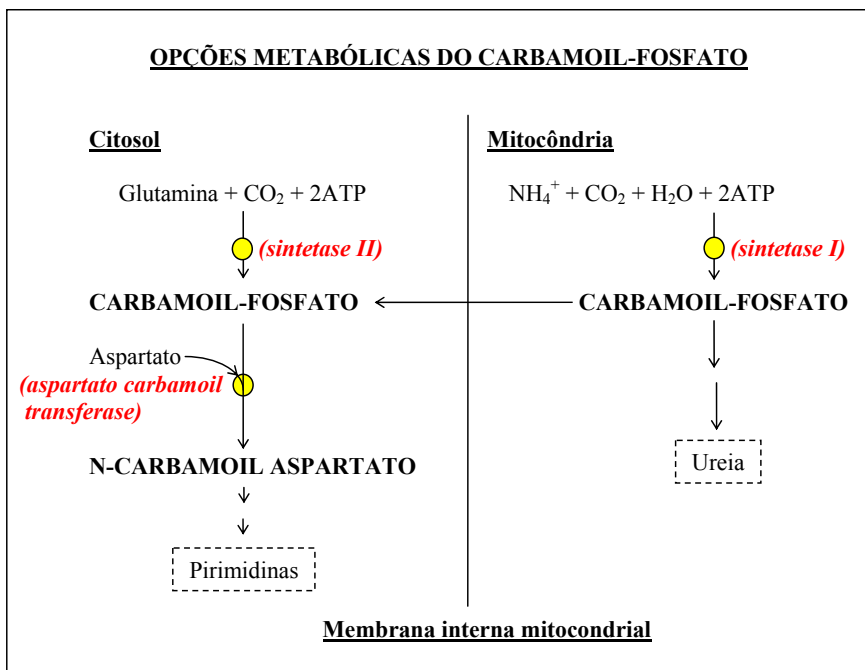 OPÇÕES METABÓLICAS DO CARBAMOIL-FOSFATO
Citosol
Glutamina + CO₂ + 2ATP
(sintetase II)
CARBAMOIL-FOSFATO
Aspartato
(aspartato carbamoil
transferase)
N-CARBAMOIL ASPARTATO
Pirimidinas
Mitocôndria
NH₄⁺ + CO₂ + H₂O + 2ATP
(sintetase I)
CARBAMOIL-FOSFATO
Ureia
Membrana interna mitocondrial